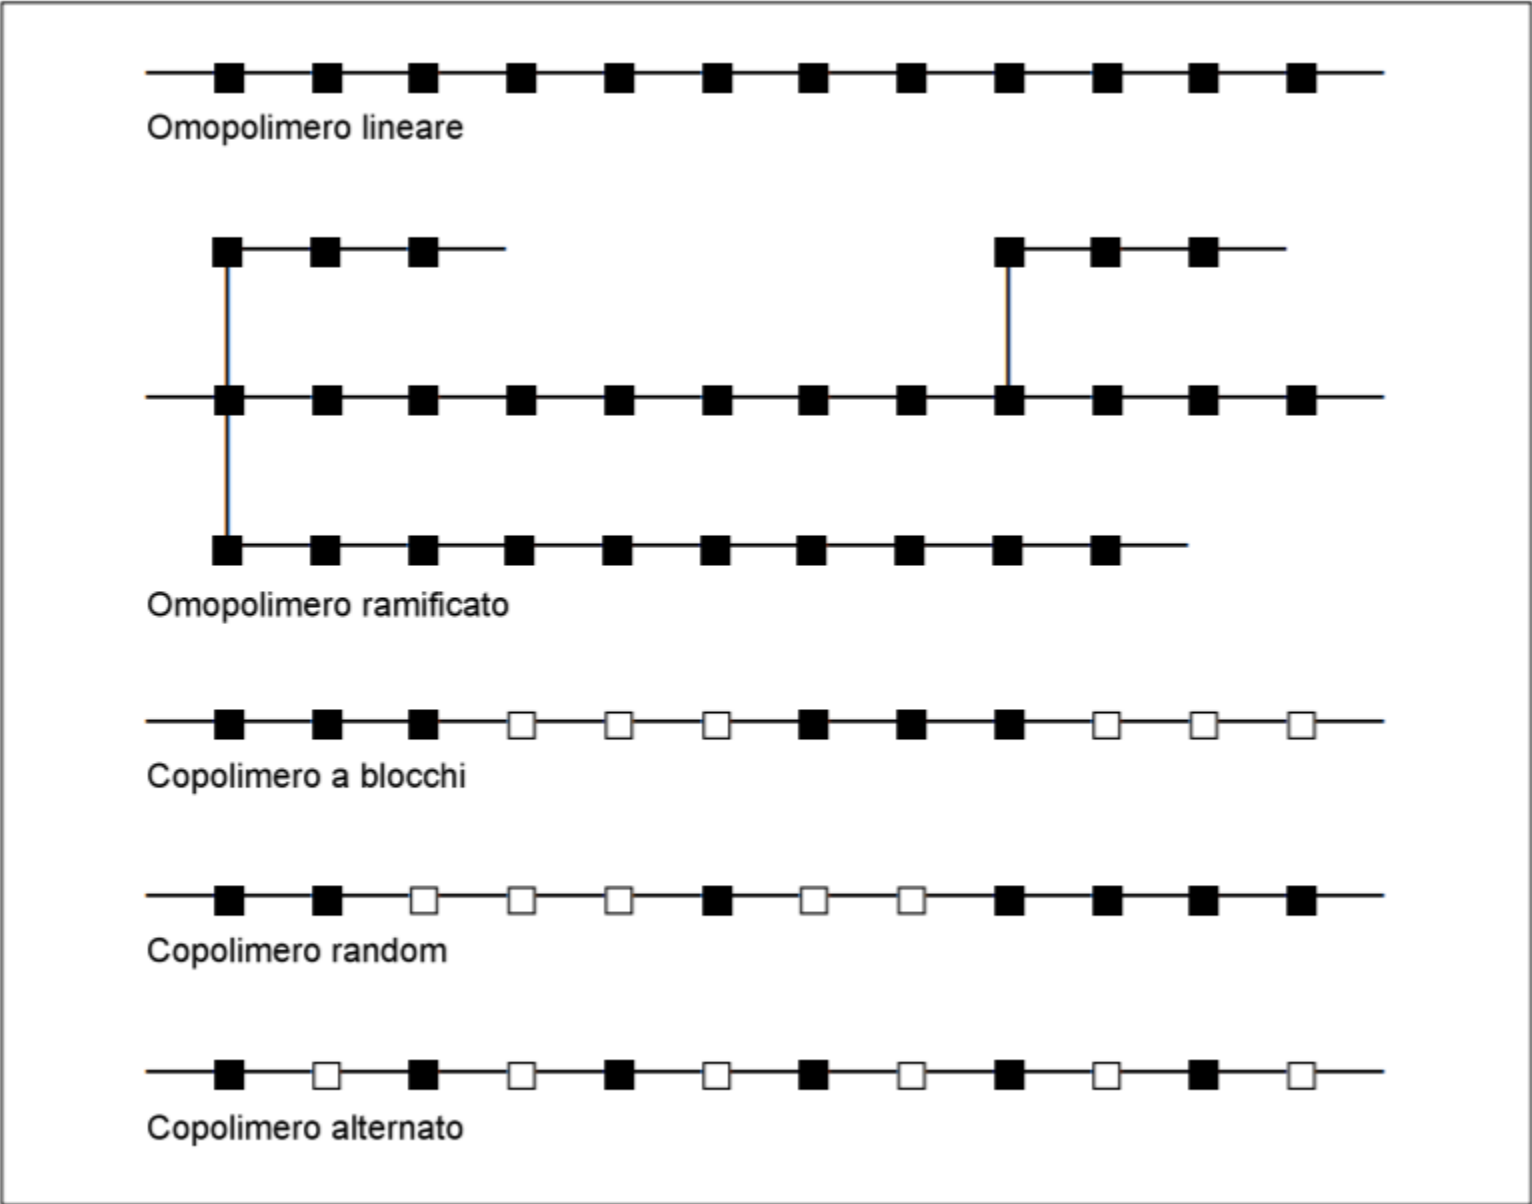 Omopolimero lineare
Omopolimero ramificato
Copolimero a blocchi
Copolimero random
Copolimero alternato